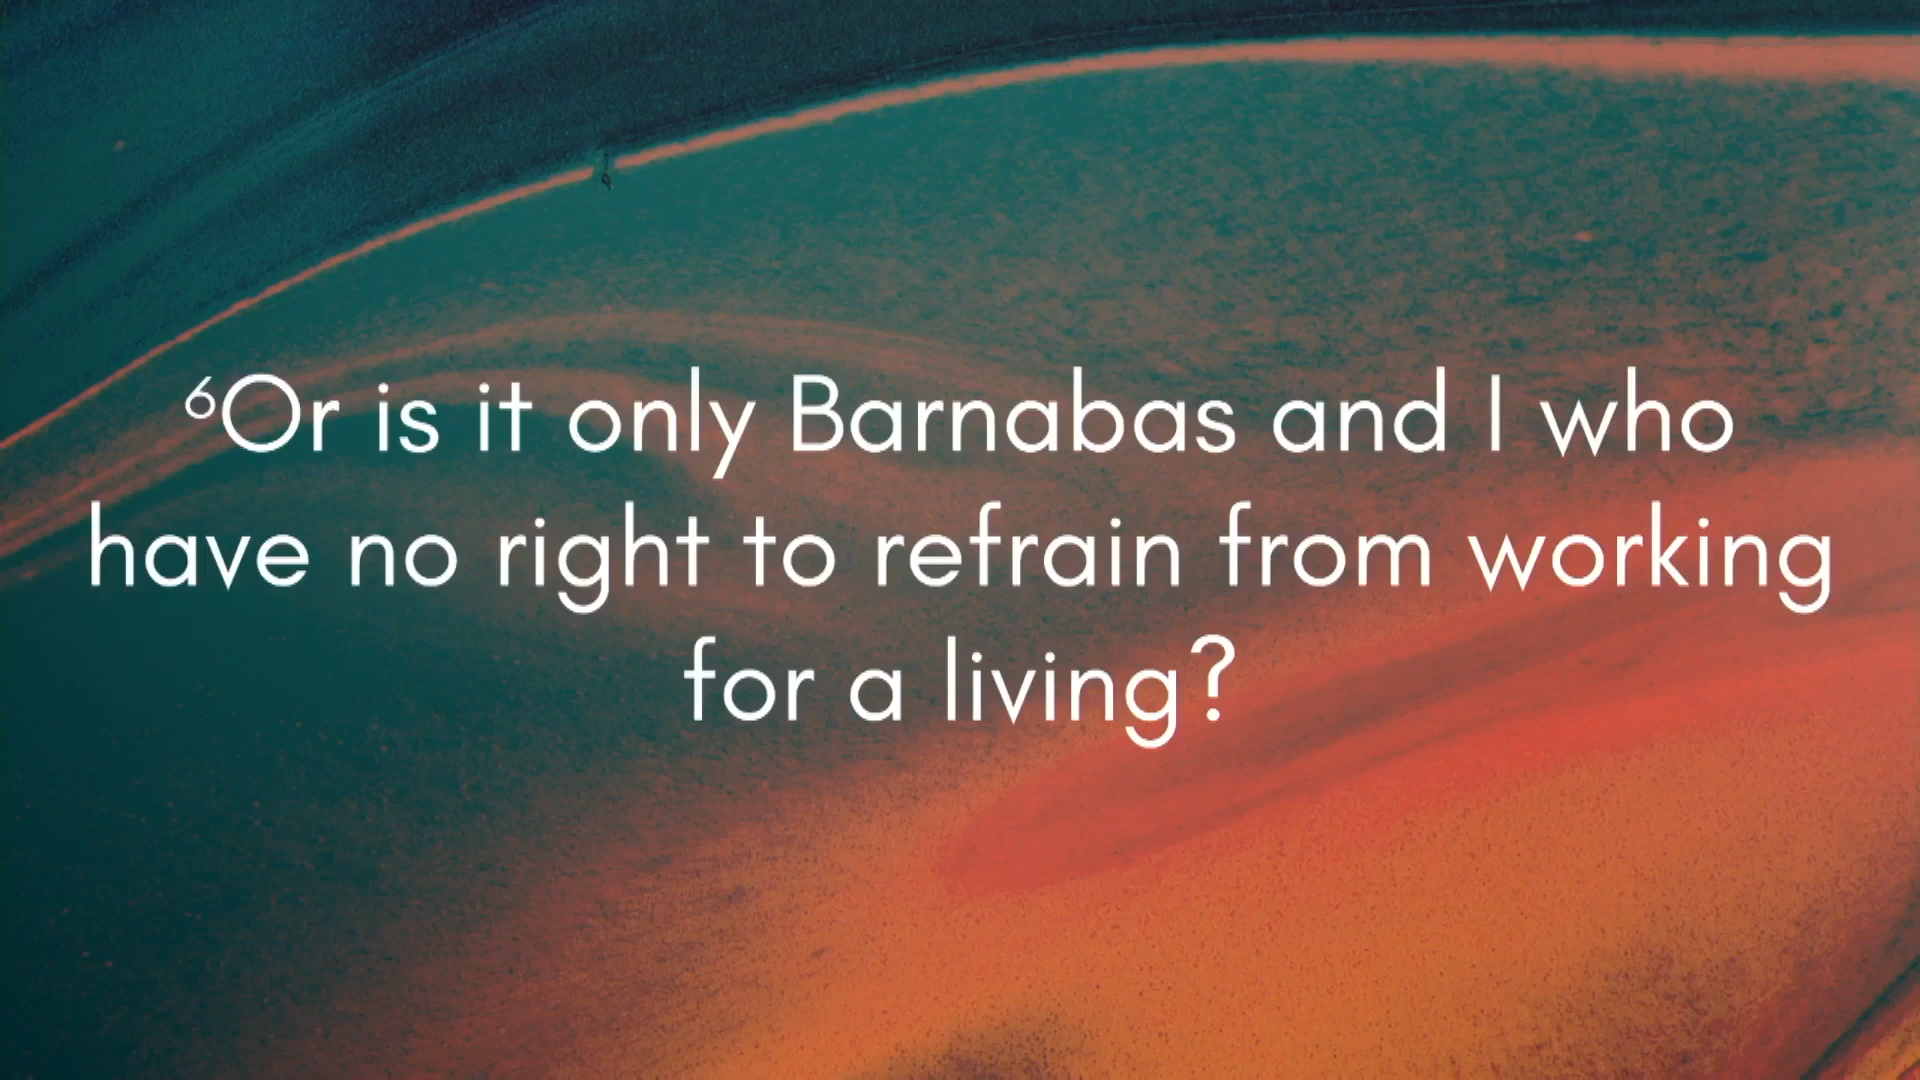 ⁶Or is it only Barnabas and I who
have no right to refrain from working
for a living?